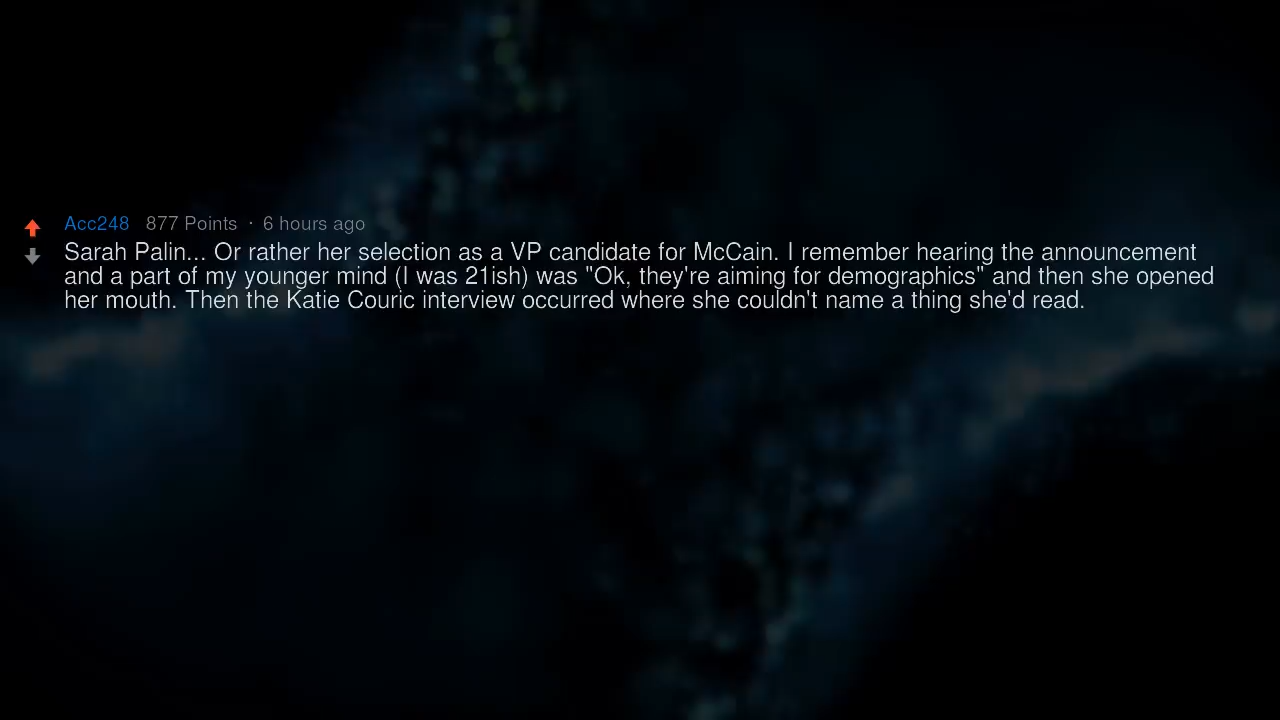 Acc248 877 Points · 6 hours ago
Sarah Palin... Or rather her selection as a VP candidate for McCain. I remember hearing the announcement
and a part of my younger mind (I was 21ish) was "Ok, they're aiming for demographics" and then she opened
her mouth. Then the Katie Couric interview occurred where she couldn't name a thing she'd read.